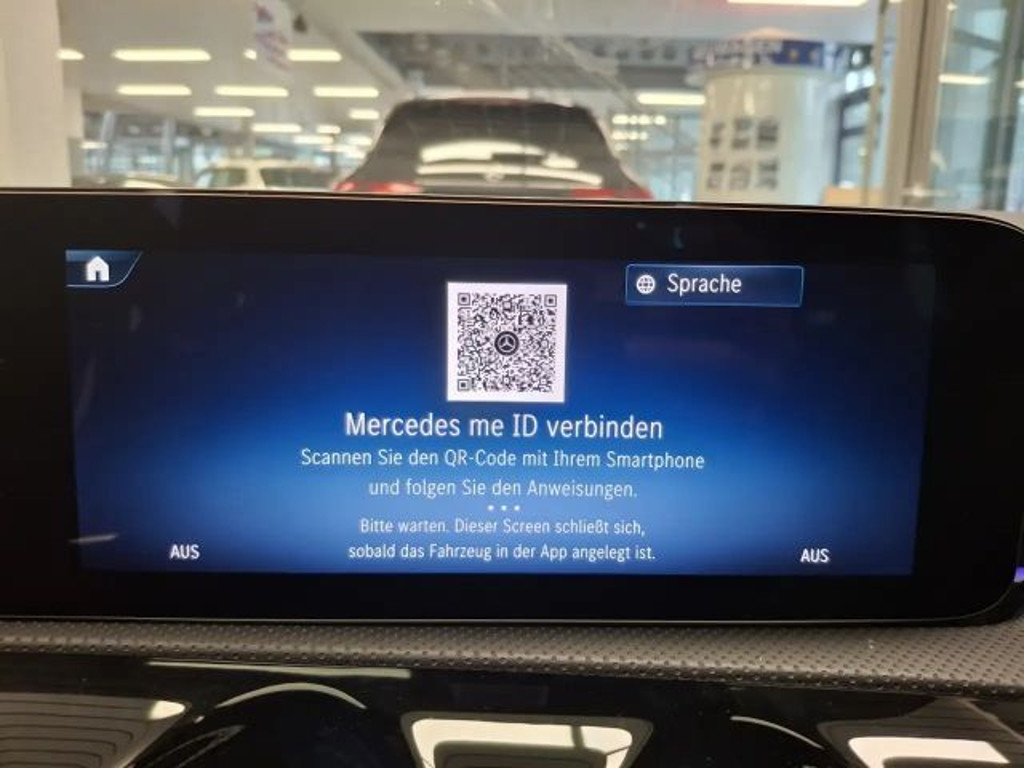 Sprache
Mercedes me ID verbinden
Scannen Sie den QR-Code mit Ihrem Smartphone
und folgen Sie den Anweisungen.
Bitte warten. Dieser Screen schließt sich,
sobald das Fahrzeug in der App angelegt ist.
AUS
AUS